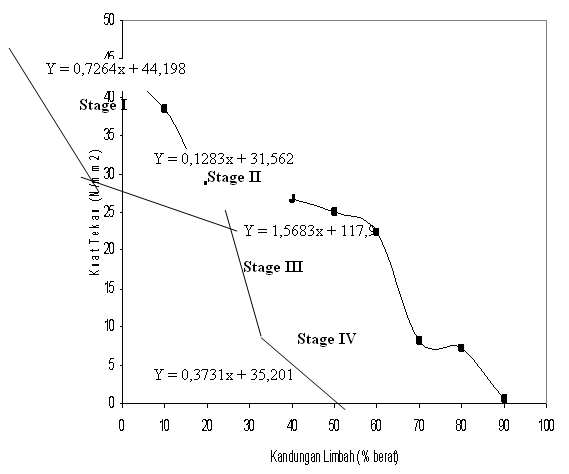 50
45
Y = 0,7264x + 44,198
40
Stage I
35
Y = 0,1283x + 31,562
30
Stage II
25
Y = 1,5683x + 117,9
20
Stage III
15
10
Stage IV
5
Y = 0,3731x + 35,201
0
Kuat Tekan (N/mm2)
0 10 20 30 40 50 60 70 80 90 100
Kandungan Limbah (% berat)